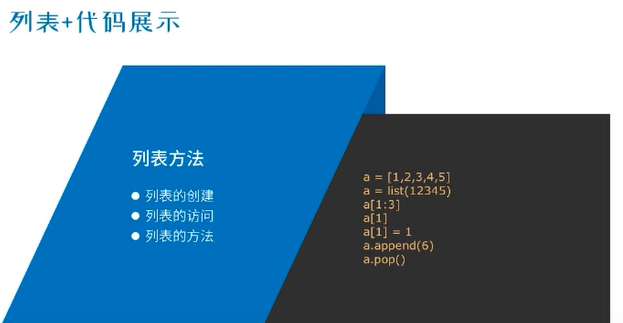 列表+代码展示
列表方法
列表的创建
列表的访问
列表的方法
a = [1,2,3,4,5]
a = list(12345)
a[1:3]
a[1]
a[1] = 1
a.append(6)
a.pop()